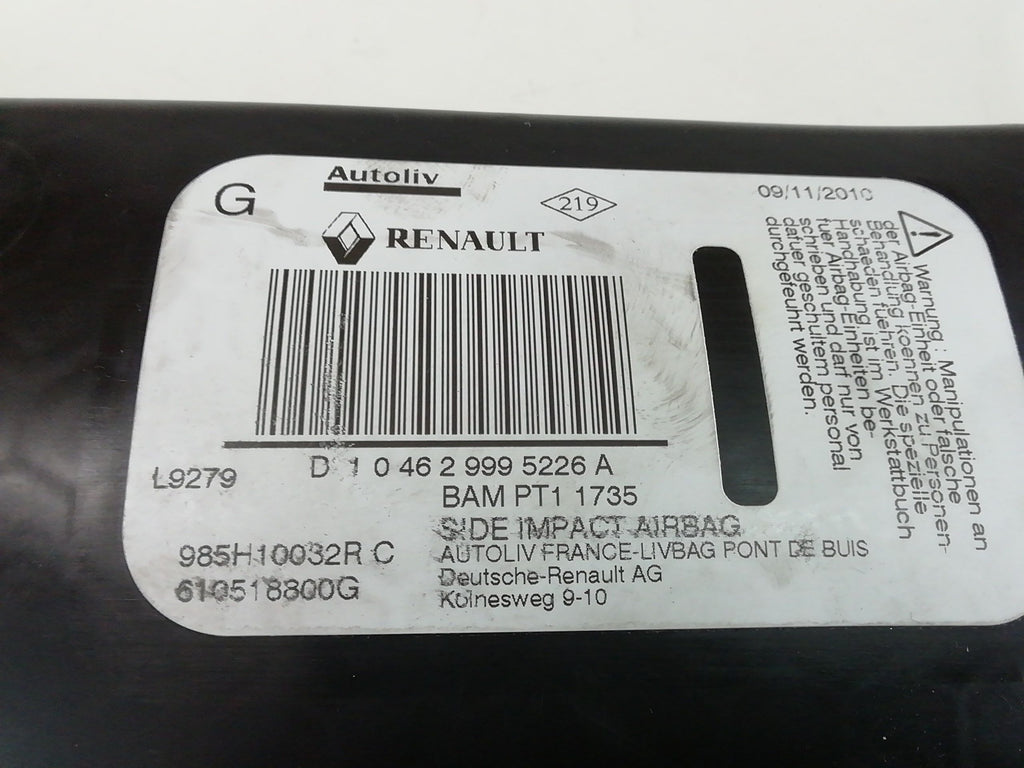 G
Autoliv
219
09/11/2010
RENAULT
Warnung : Manipulationen an
der Airbag-Einheit oder falsche
Behandlung koennen zu Personen-
schaeden fuehren. Die spezielle
Handhabung ist im Werkstattbuch
fuer Airbag-Einheiten be-
schrieben und darf nur von
dafuer geschultem personal
durchgefeuhrt werden.
D 1 0 46 2 999 5226 A
L9279
BAM PT1 1735
SIDE IMPACT AIRBAG
985H10032R C
AUTOLIV FRANCE-LIVBAG PONT DE BUIS
610518800G
Deutsche-Renault AG
Kolnesweg 9-10